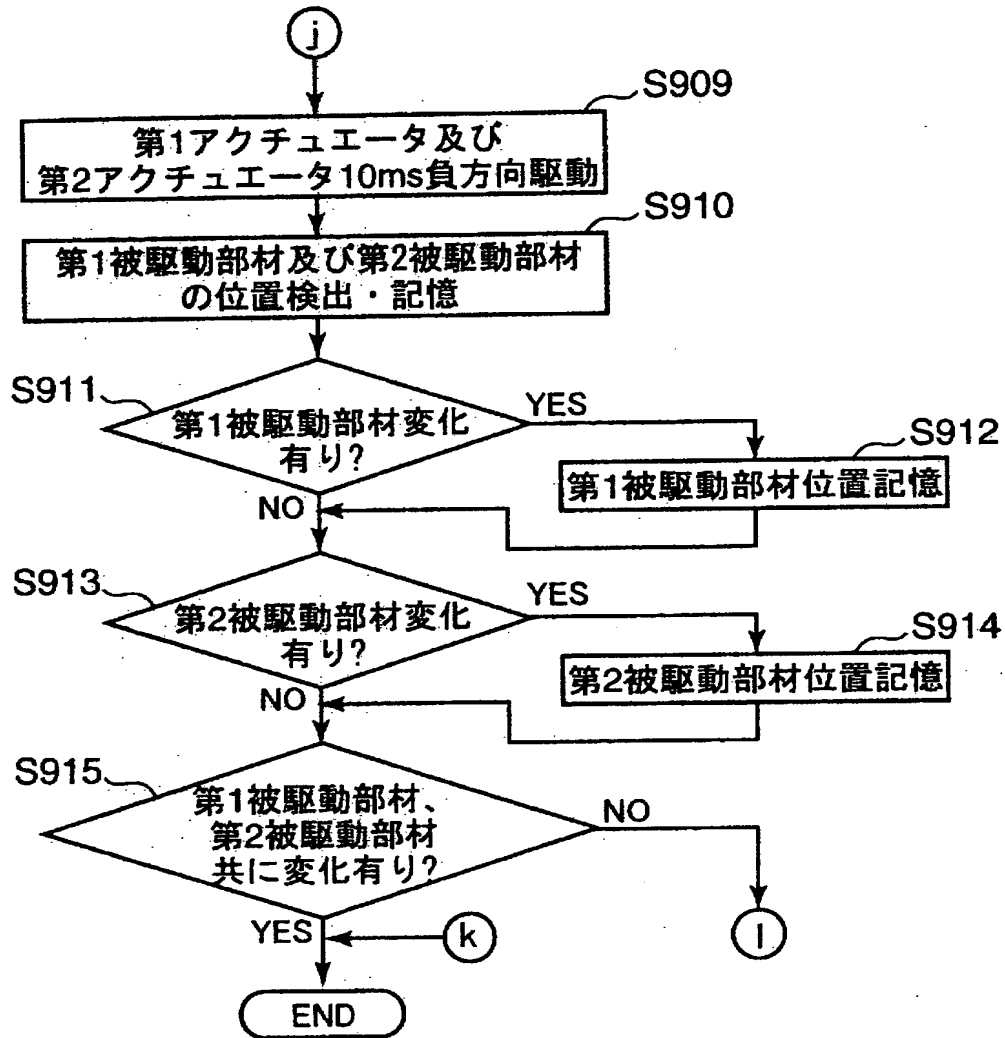 j
S909
第1アクチュエータ及び
第2アクチュエータ10ms負方向駆動
S910
第1被駆動部材及び第2被駆動部材
の位置検出・記憶
S911
第1被駆動部材変化
有り?
YES
S912
第1被駆動部材位置記憶
NO
S913
第2被駆動部材変化
有り?
YES
S914
第2被駆動部材位置記憶
NO
S915
第1被駆動部材、
第2被駆動部材
共に変化有り?
NO
YES
k
l
END